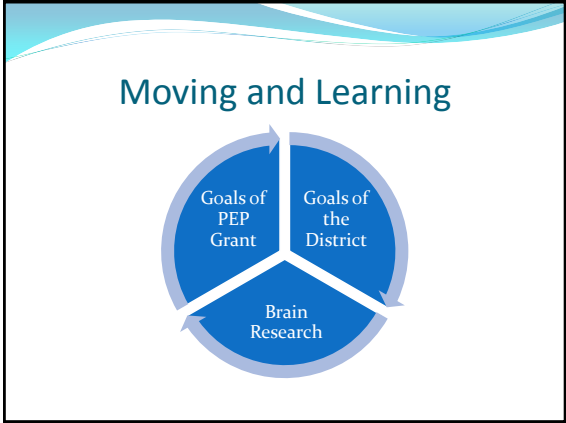 Moving and Learning
Goals of
PEP
Grant
Goals of
the
District
Brain
Research